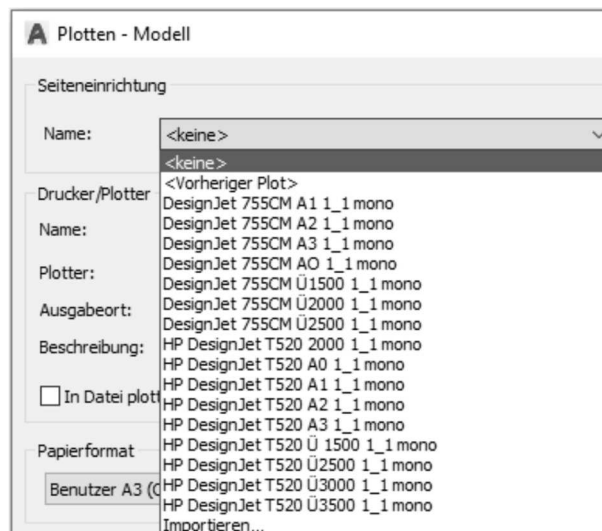 Plotten - Modell
Seiteneinrichtung
Name:
<keine>
<keine>
<Vorheriger Plot>
DesignJet 755CM A1 1_1 mono
DesignJet 755CM A2 1_1 mono
DesignJet 755CM A3 1_1 mono
DesignJet 755CM AO 1_1 mono
DesignJet 755CM Ü1500 1_1 mono
DesignJet 755CM Ü2000 1_1 mono
DesignJet 755CM Ü2500 1_1 mono
HP DesignJet T520 2000 1_1 mono
HP DesignJet T520 A0 1_1 mono
HP DesignJet T520 A1 1_1 mono
HP DesignJet T520 A2 1_1 mono
HP DesignJet T520 A3 1_1 mono
HP DesignJet T520 Ü 1500 1_1 mono
HP DesignJet T520 Ü2500 1_1 mono
HP DesignJet T520 Ü3000 1_1 mono
HP DesignJet T520 Ü3500 1_1 mono
Importieren...
Drucker/Plotter
Name:
Plotter:
Ausgabeort:
Beschreibung:
In Datei plott
Papierformat
Benutzer A3 (